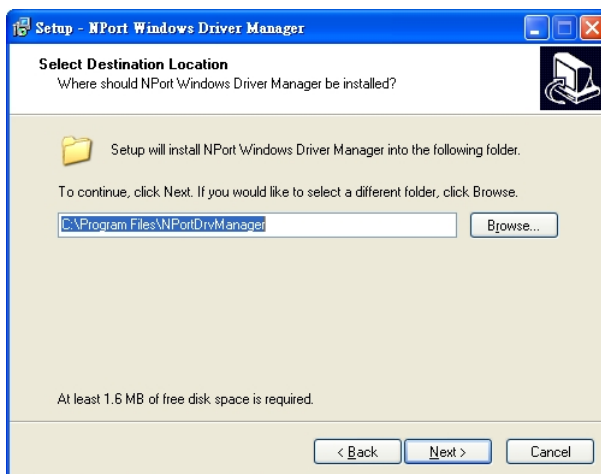 Setup - NPort Windows Driver Manager
Select Destination Location
Where should NPort Windows Driver Manager be installed?
Setup will install NPort Windows Driver Manager into the following folder.
To continue, click Next. If you would like to select a different folder, click Browse.
C:\Program Files\NPortDrvManager
Browse...
At least 1.6 MB of free disk space is required.
< Back
Next >
Cancel